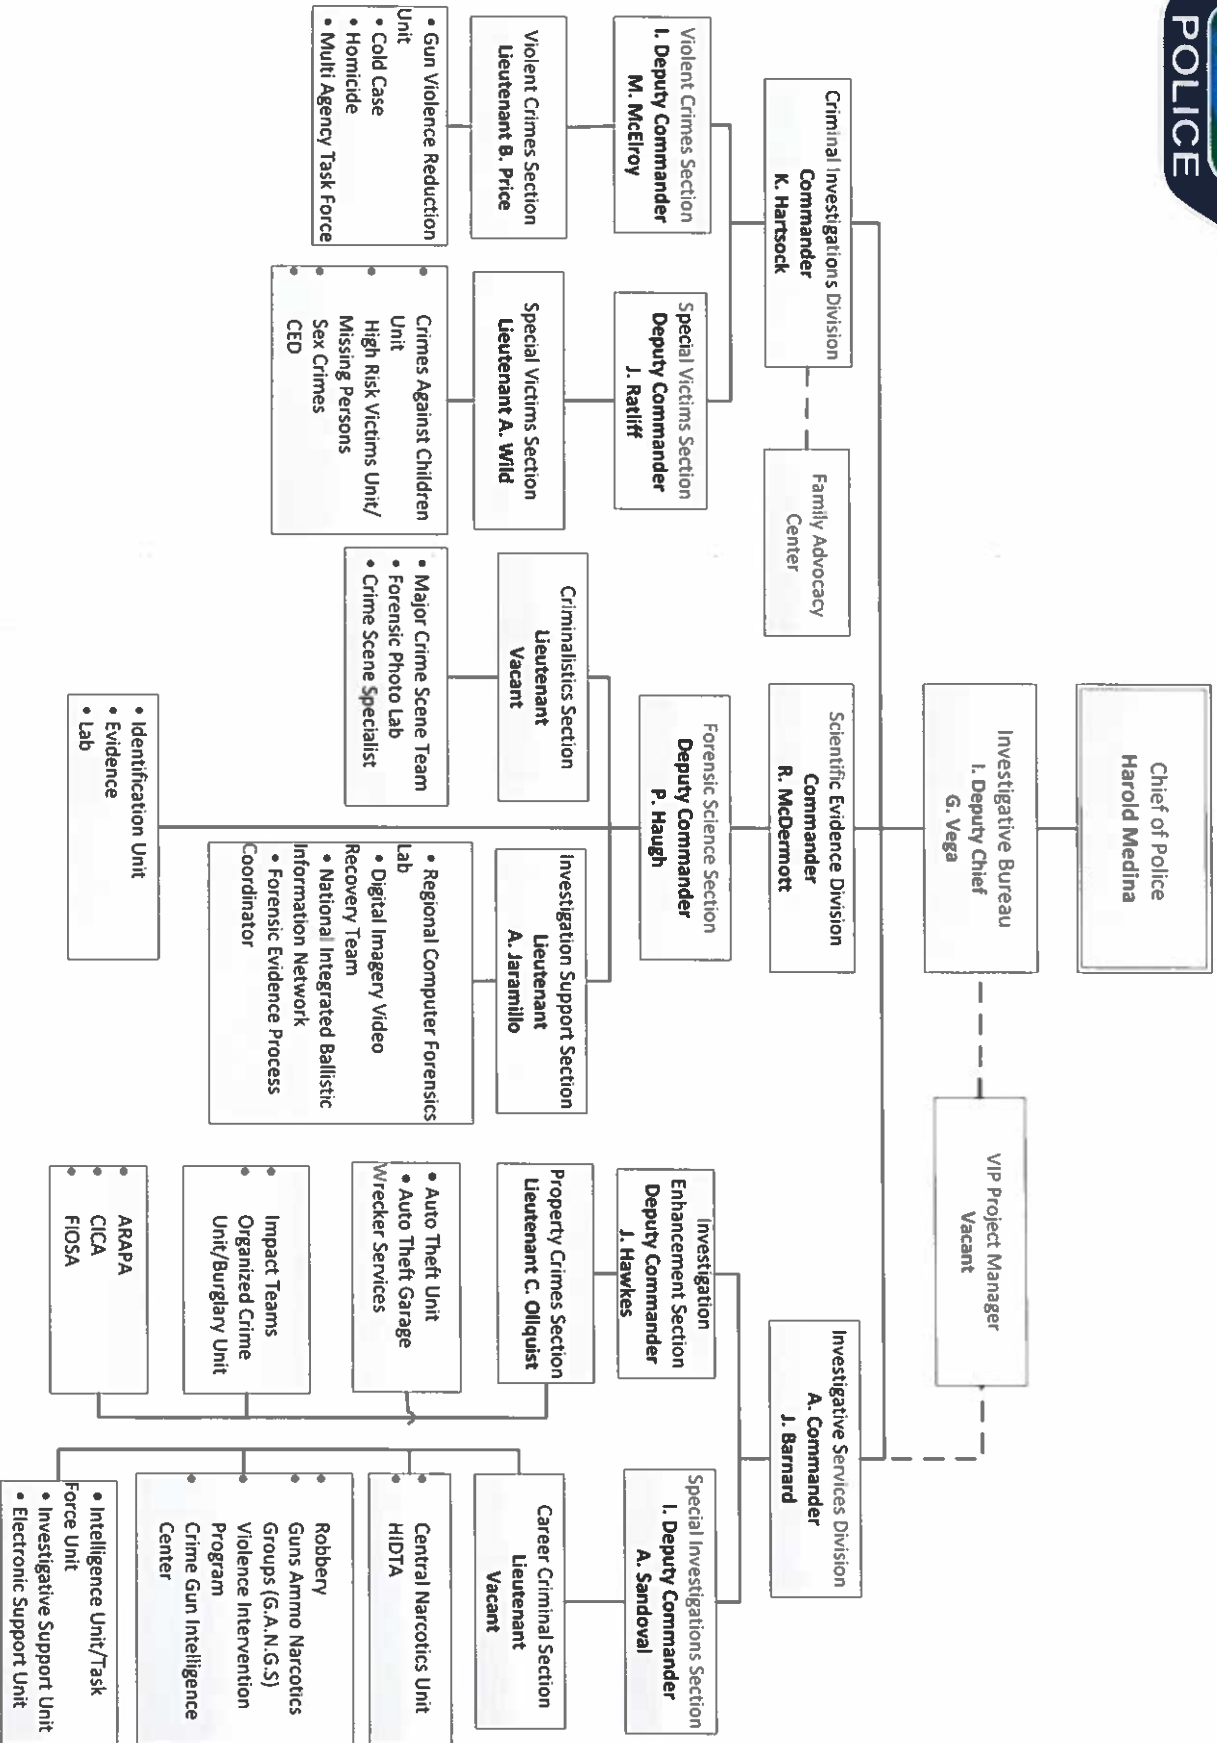 POLICE
Chief of Police
Harold Medina
Investigative Bureau
I. Deputy Chief
G. Vega
VIP Project Manager
Vacant
Criminal Investigations Division
Commander
K. Hartsock
Family Advocacy
Center
Scientific Evidence Division
Commander
R. McDermott
Investigative Services Division
A. Commander
J. Barnard
Violent Crimes Section
I. Deputy Commander
M. McElroy
Special Victims Section
Deputy Commander
J. Ratliff
Forensic Science Section
Deputy Commander
P. Haugh
Investigation
Enhancement Section
Deputy Commander
J. Hawkes
Special Investigations Section
I. Deputy Commander
A. Sandoval
Violent Crimes Section
Lieutenant B. Price
Special Victims Section
Lieutenant A. Wild
Criminalistics Section
Lieutenant
Vacant
Investigation Support Section
Lieutenant
A. Jaramillo
Property Crimes Section
Lieutenant C. Ollquist
Career Criminal Section
Lieutenant
Vacant
• Gun Violence Reduction
Unit
• Cold Case
• Homicide
• Multi Agency Task Force
• Crimes Against Children
Unit
• High Risk Victims Unit/
Missing Persons
• Sex Crimes
• CED
• Major Crime Scene Team
• Forensic Photo Lab
• Crime Scene Specialist
• Regional Computer Forensics
Lab
• Digital Imagery Video
Recovery Team
• National Integrated Ballistic
Information Network
• Forensic Evidence Process
Coordinator
• Identification Unit
• Evidence
• Lab
• Auto Theft Unit
• Auto Theft Garage
Wrecker Services
• Impact Teams
• Organized Crime
Unit/Burglary Unit
• ARAPA
• CICA
• FIOSA
• Central Narcotics Unit
• HIDTA
• Robbery
• Guns Ammo Narcotics
Groups (G.A.N.G.S)
• Violence Intervention
Program
• Crime Gun Intelligence
Center
• Intelligence Unit/Task
Force Unit
• Investigative Support Unit
• Electronic Support Unit